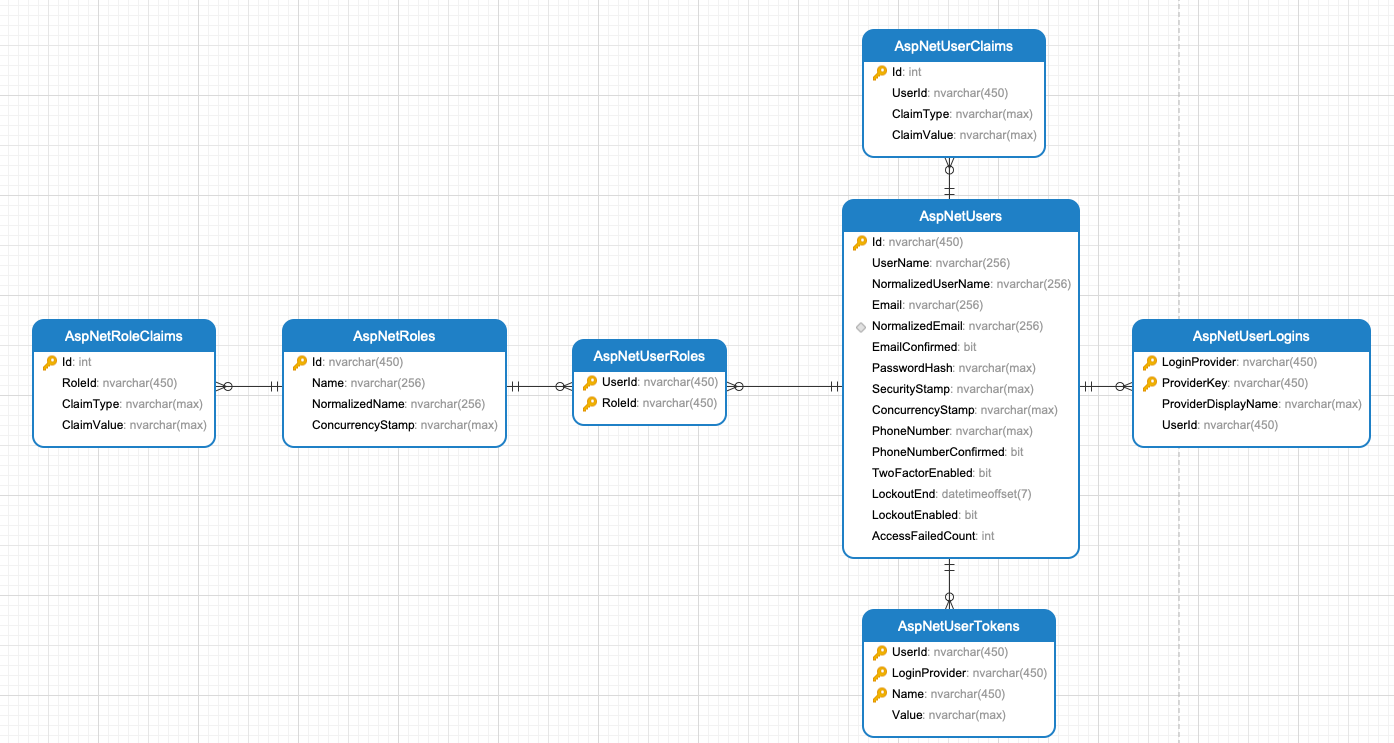 AspNetUserClaims
Id: int
UserId: nvarchar(450)
ClaimType: nvarchar(max)
ClaimValue: nvarchar(max)
AspNetUsers
Id: nvarchar(450)
UserName: nvarchar(256)
NormalizedUserName: nvarchar(256)
Email: nvarchar(256)
NormalizedEmail: nvarchar(256)
EmailConfirmed: bit
PasswordHash: nvarchar(max)
SecurityStamp: nvarchar(max)
ConcurrencyStamp: nvarchar(max)
PhoneNumber: nvarchar(max)
PhoneNumberConfirmed: bit
TwoFactorEnabled: bit
LockoutEnd: datetimeoffset(7)
LockoutEnabled: bit
AccessFailedCount: int
AspNetRoleClaims
Id: int
RoleId: nvarchar(450)
ClaimType: nvarchar(max)
ClaimValue: nvarchar(max)
AspNetRoles
Id: nvarchar(450)
Name: nvarchar(256)
NormalizedName: nvarchar(256)
ConcurrencyStamp: nvarchar(max)
AspNetUserRoles
UserId: nvarchar(450)
RoleId: nvarchar(450)
AspNetUserLogins
LoginProvider: nvarchar(450)
ProviderKey: nvarchar(450)
ProviderDisplayName: nvarchar(max)
UserId: nvarchar(450)
AspNetUserTokens
UserId: nvarchar(450)
LoginProvider: nvarchar(450)
Name: nvarchar(450)
Value: nvarchar(max)